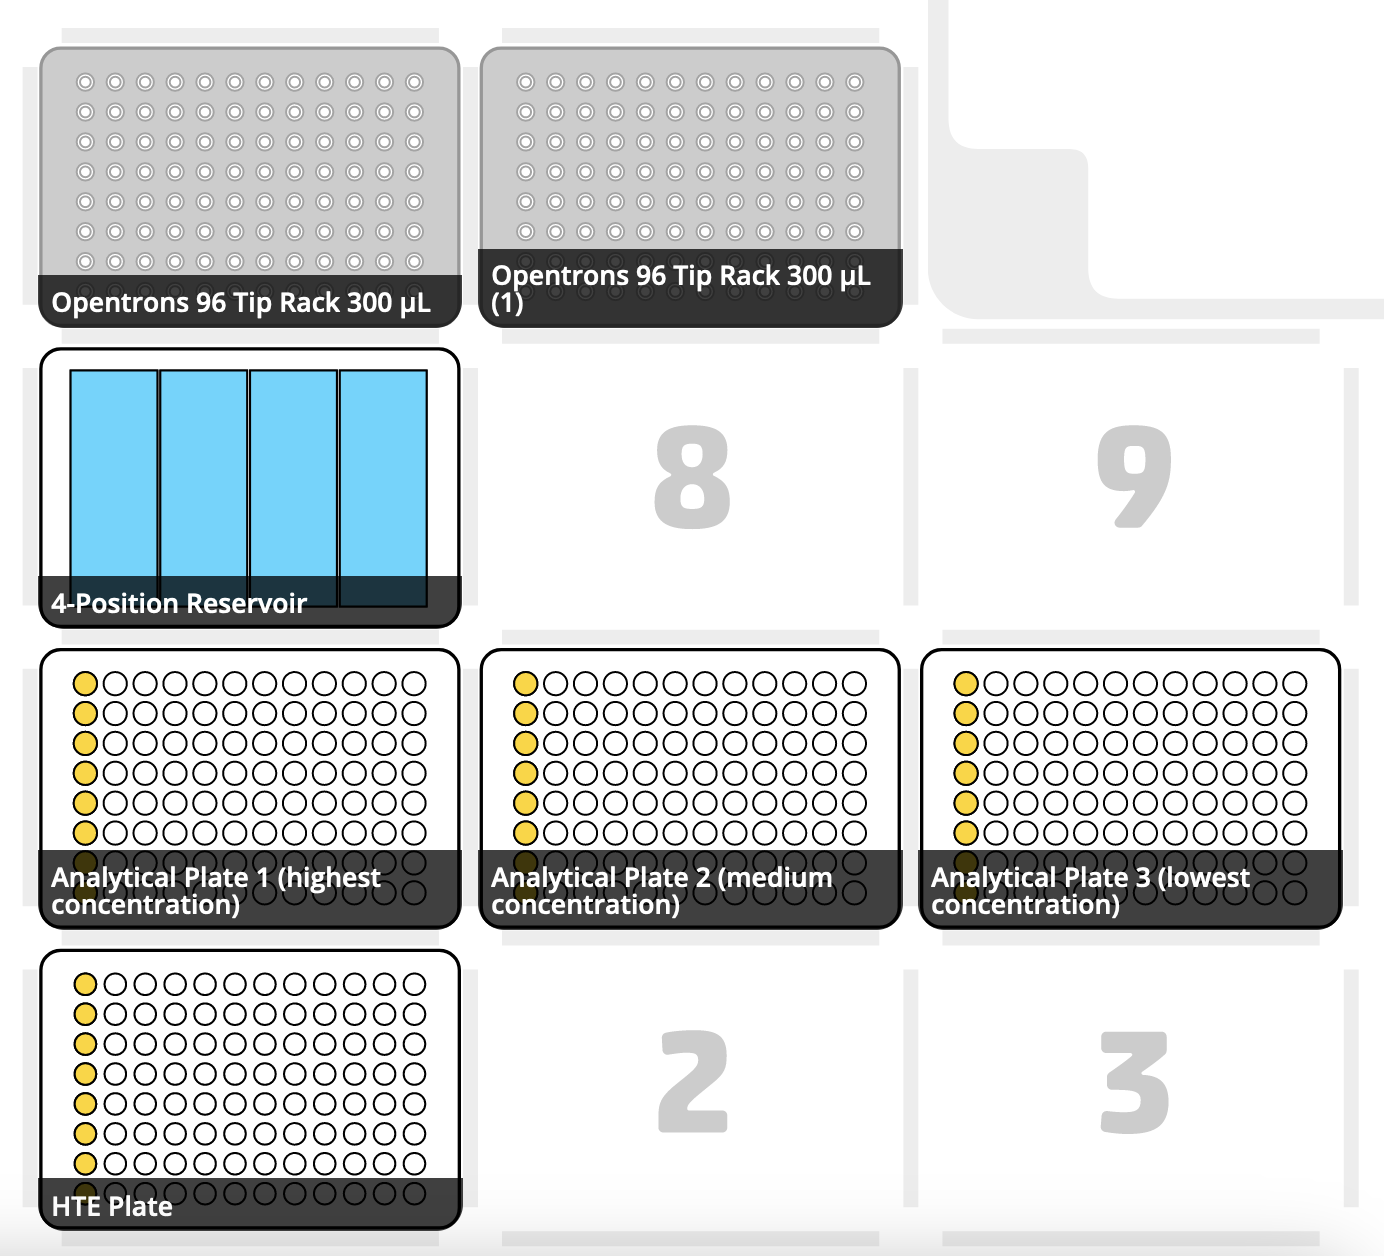 Opentrons 96 Tip Rack 300 µL
Opentrons 96 Tip Rack 300 µL
(1)
4-Position Reservoir
8
9
Analytical Plate 1 (highest
concentration)
Analytical Plate 2 (medium
concentration)
Analytical Plate 3 (lowest
concentration)
HTE Plate
2
3